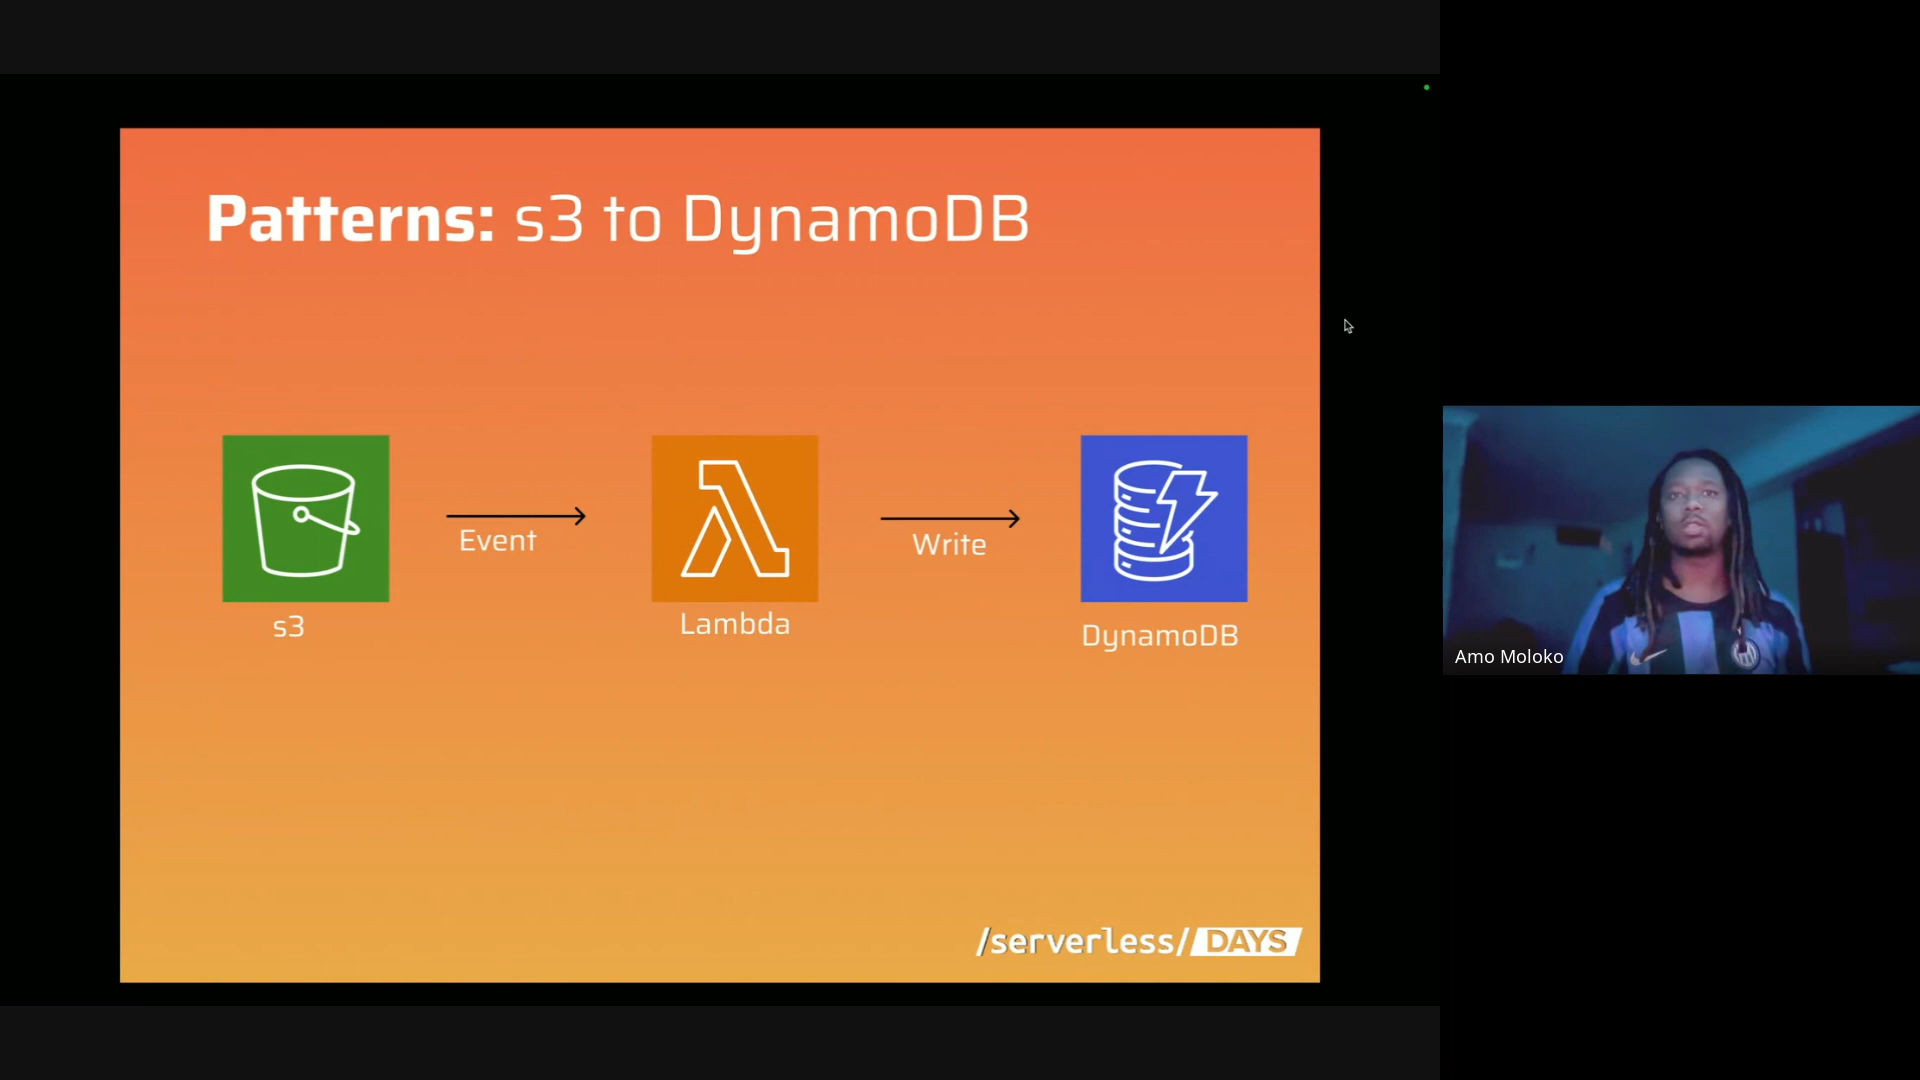 Patterns: s3 to DynamoDB
Event
Write
s3
Lambda
DynamoDB
Amo Moloko
/serverless/DAYS